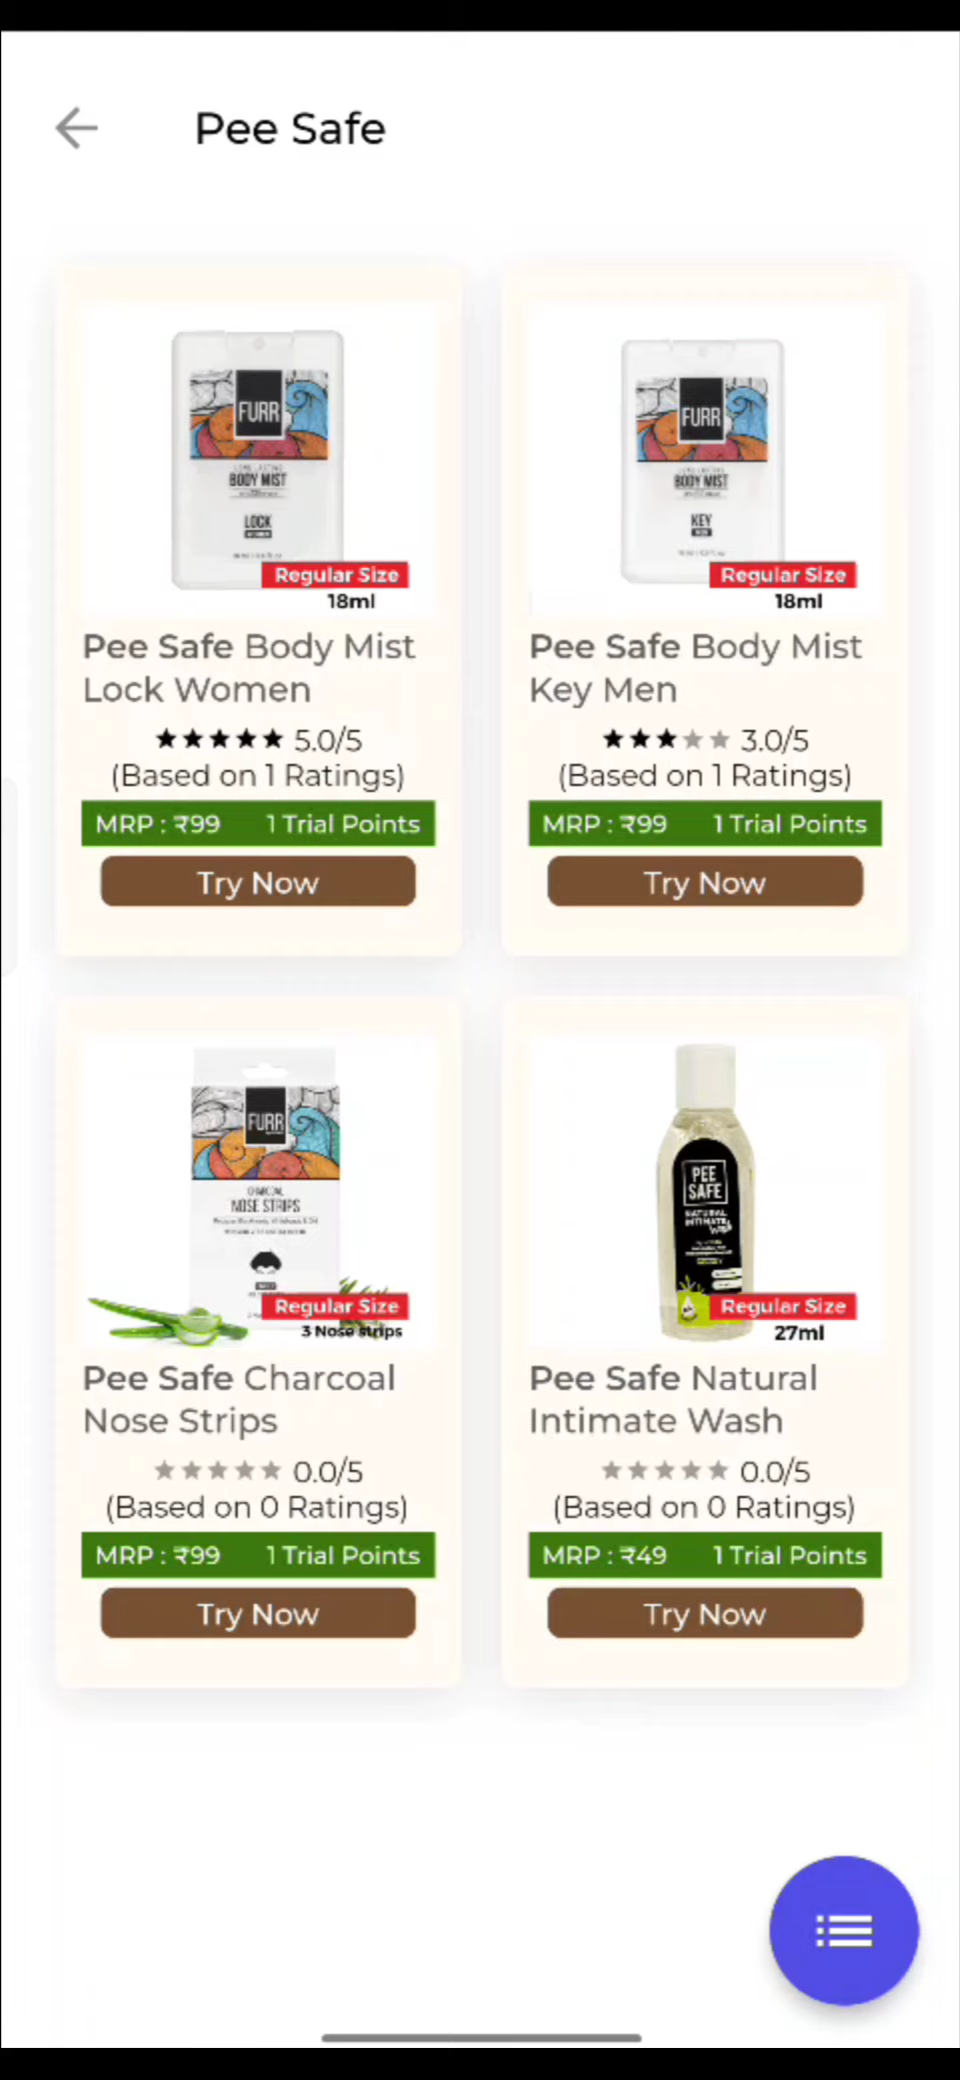 Pee Safe
FURR
BODY MIST
LOCK
Regular Size
18ml
Pee Safe Body Mist
Lock Women
5.0/5
(Based on 1 Ratings)
MRP : ₹99 1 Trial Points
Try Now
FURR
BODY MIST
KEY
Regular Size
18ml
Pee Safe Body Mist
Key Men
3.0/5
(Based on 1 Ratings)
MRP : ₹99 1 Trial Points
Try Now
FURR
CHARCOAL
NOSE STRIPS
Regular Size
3 Nose strips
Pee Safe Charcoal
Nose Strips
0.0/5
(Based on 0 Ratings)
MRP : ₹99 1 Trial Points
Try Now
PEE
SAFE
NATURAL
INTIMATE
Wash
Regular Size
27ml
Pee Safe Natural
Intimate Wash
0.0/5
(Based on 0 Ratings)
MRP : ₹49 1 Trial Points
Try Now